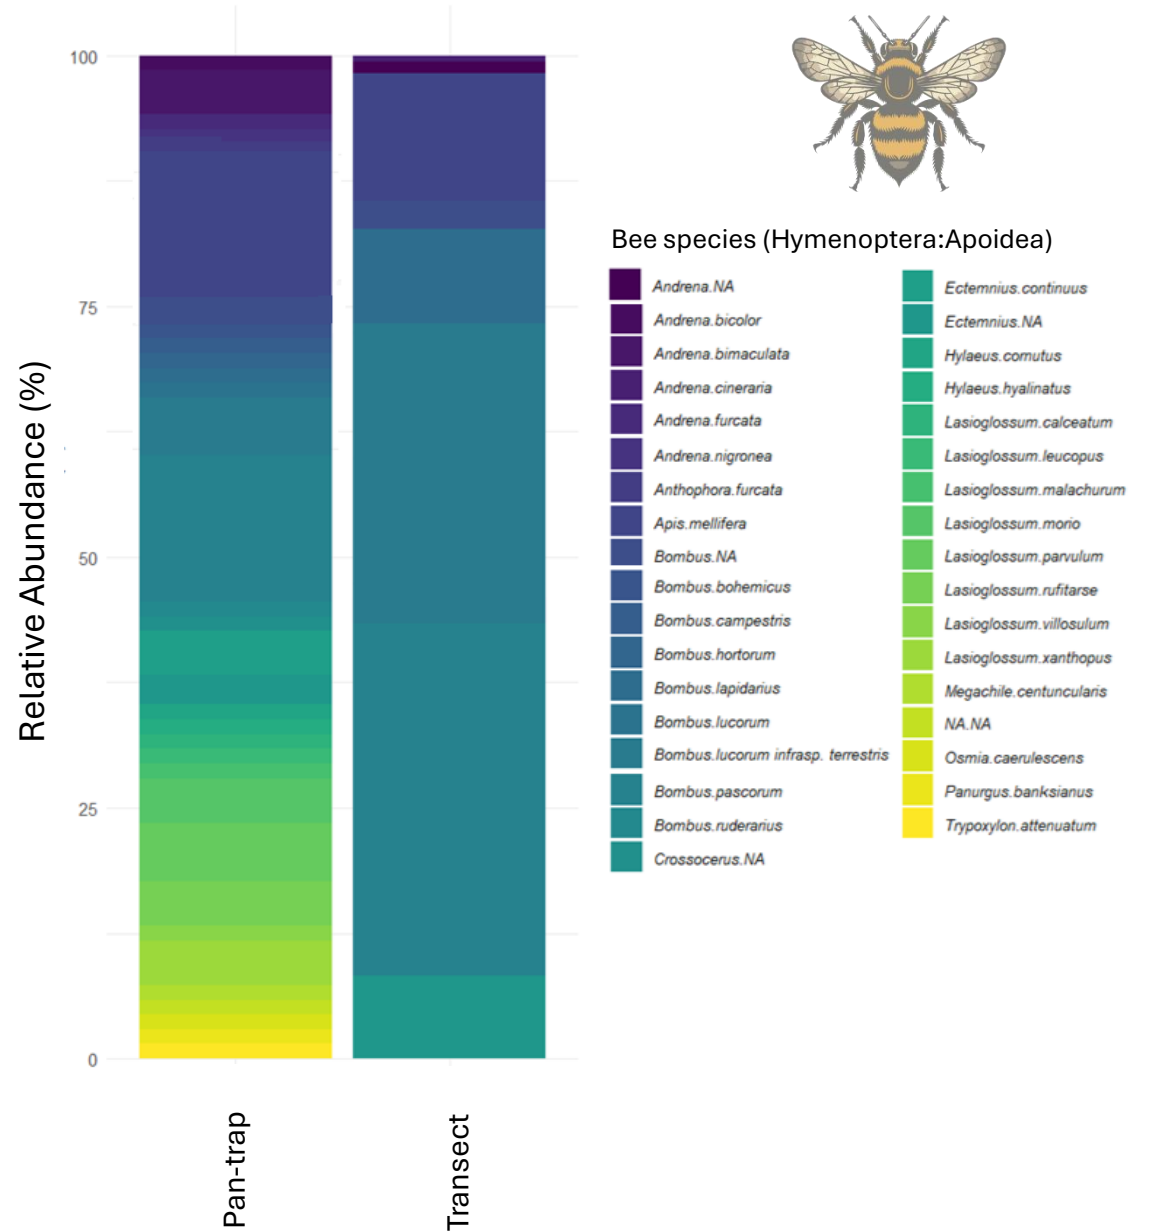 100
75
50
25
0
Relative Abundance (%)
Pan-trap
Transect
Bee species (Hymenoptera:Apoidea)
Andrena.NA
Andrena.bicolor
Andrena.bimaculata
Andrena.cineraria
Andrena.furcata
Andrena.nigronea
Anthophora.furcata
Apis.mellifera
Bombus.NA
Bombus.bohemicus
Bombus.campestris
Bombus.hortorum
Bombus.lapidarius
Bombus.lucorum
Bombus.lucorum infrasp. terrestris
Bombus.pascorum
Bombus.ruderarius
Crossocerus.NA
Ectemnius.continuus
Ectemnius.NA
Hylaeus.cornutus
Hylaeus.hyalinatus
Lasioglossum.calceatum
Lasioglossum.leucopus
Lasioglossum.malachurum
Lasioglossum.morio
Lasioglossum.parvulum
Lasioglossum.rufitarse
Lasioglossum.villosulum
Lasioglossum.xanthopus
Megachile.centuncularis
NA.NA
Osmia.caerulescens
Panurgus.banksianus
Trypoxylon.attenuatum